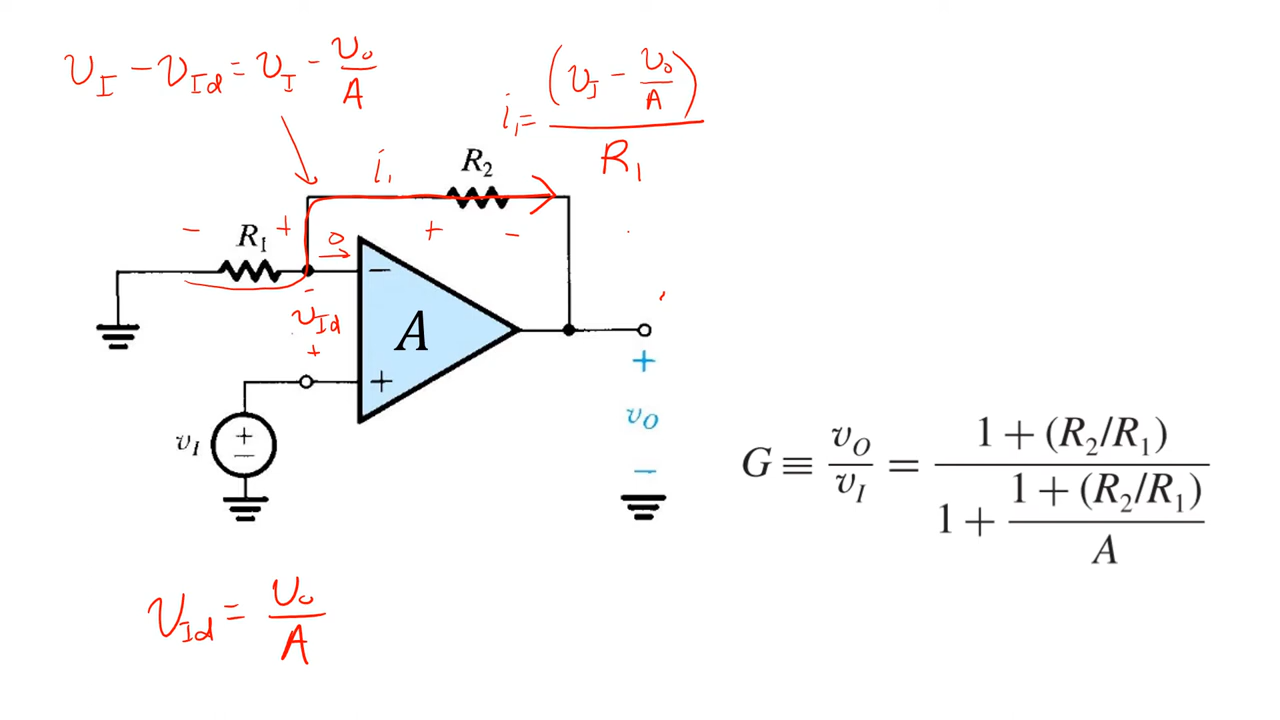 v_I − v_Id = v_I − v_o/A
i_1 = (v_I − v_o/A)/R_1
i_1
R_2
− R_1 + 0 + −
−
−
v_Id
+
A
+
+
v_I
+
−
v_O
−
G ≡ v_O/v_I = (1 + (R_2/R_1))/(1 + (1 + (R_2/R_1))/A)
v_Id = v_o/A